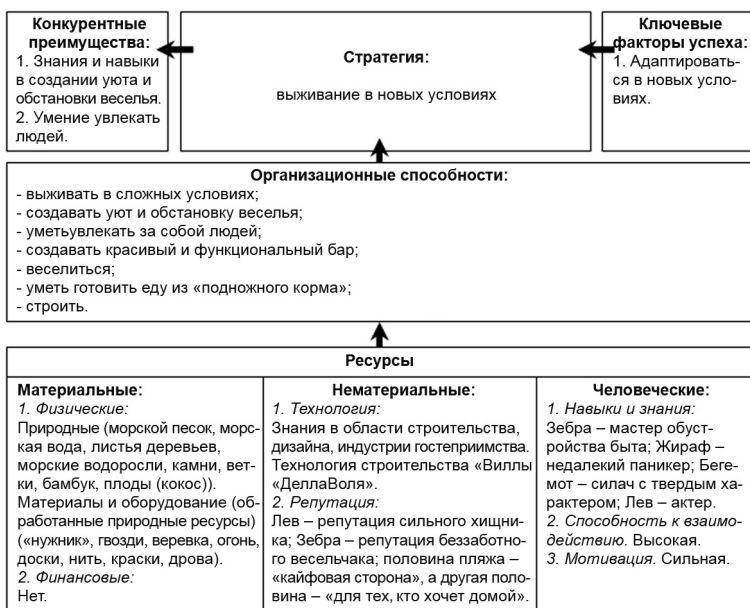 Конкурентные
преимущества:
1. Знания и навыки
в создании уюта и
обстановки веселья.
2. Умение увлекать
людей.
Стратегия:
выживание в новых условиях
Ключевые
факторы успеха:
1. Адаптировать-
ся в новых усло-
виях.
Организационные способности:
- выживать в сложных условиях;
- создавать уют и обстановку веселья;
- уметьувлекать за собой людей;
- создавать красивый и функциональный бар;
- веселиться;
- уметь готовить еду из «подножного корма»;
- строить.
Ресурсы
Материальные:
1. Физические:
Природные (морской песок, морс-
кая вода, листья деревьев,
морские водоросли, камни, вет-
ки, бамбук, плоды (кокос)).
Материалы и оборудование (об-
работанные природные ресурсы)
(«нужник», гвозди, веревка, огонь,
доски, нить, краски, дрова).
2. Финансовые:
Нет.
Нематериальные:
1. Технология:
Знания в области строительства,
дизайна, индустрии гостеприимства.
Технология строительства «Виллы
«ДеллаВоля».
2. Репутация:
Лев – репутация сильного хищни-
ка; Зебра – репутация беззаботно-
го весельчака; половина пляжа –
«кайфовая сторона», а другая поло-
вина – «для тех, кто хочет домой».
Человеческие:
1. Навыки и знания:
Зебра – мастер обуст-
ройства быта; Жираф –
недалекий паникер; Беге-
мот – силач с твердым ха-
рактером; Лев – актер.
2. Способность к взаимо-
действию. Высокая.
3. Мотивация. Сильная.